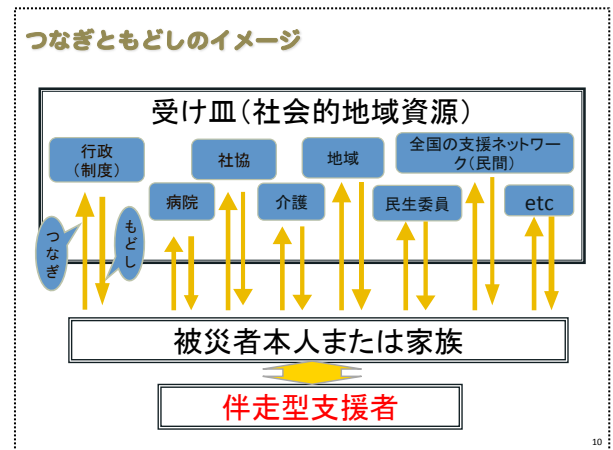 つなぎともどしのイメージ
受け皿(社会的地域資源)
行政
(制度)
社協
地域
全国の支援ネットワー
ク(民間)
病院
介護
民生委員
etc
つなぎ
もどし
被災者本人または家族
伴走型支援者
10